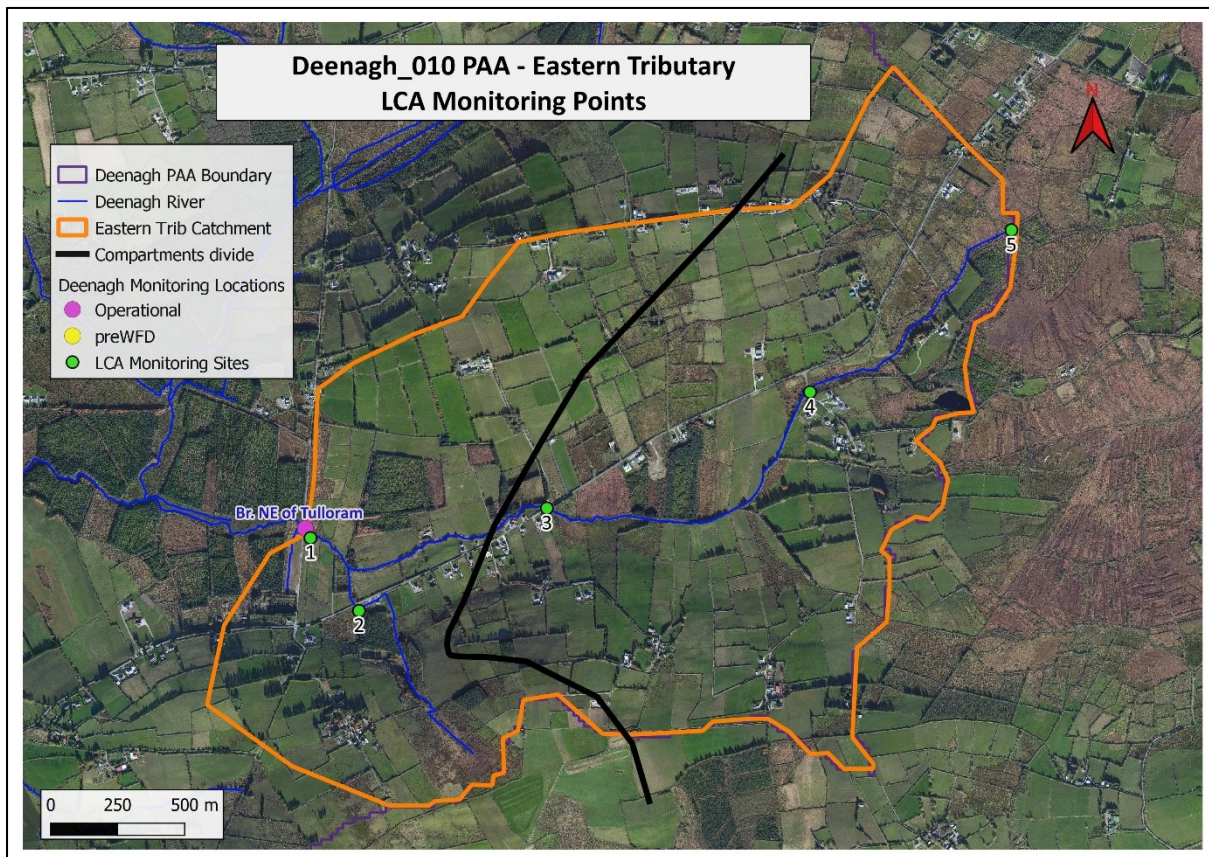 Deenagh_010 PAA - Eastern Tributary
LCA Monitoring Points
N
Deenagh PAA Boundary
Deenagh River
Eastern Trib Catchment
Compartments divide
Deenagh Monitoring Locations
Operational
preWFD
LCA Monitoring Sites
5
4
3
Br. NE of Tulloram
1
2
0 250 500 m